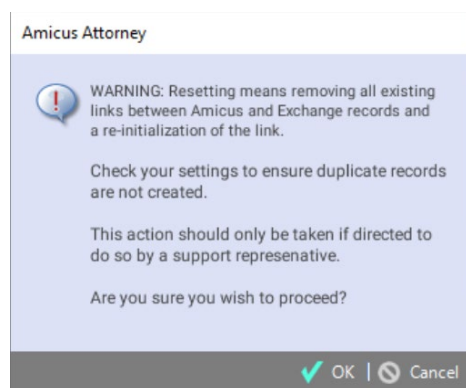 Amicus Attorney
WARNING: Resetting means removing all existing
links between Amicus and Exchange records and
a re-initialization of the link.
Check your settings to ensure duplicate records
are not created.
This action should only be taken if directed to
do so by a support represenative.
Are you sure you wish to proceed?
OK | Cancel